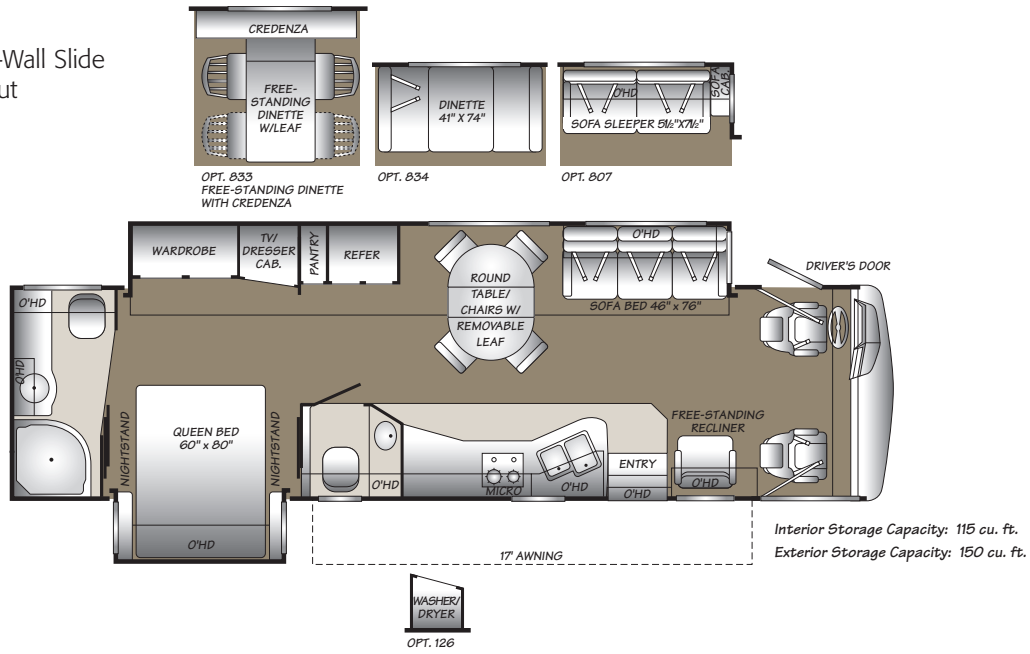 -Wall Slide
ut
CREDENZA
FREE-
STANDING
DINETTE
W/LEAF
OPT. 833
FREE-STANDING DINETTE
WITH CREDENZA
DINETTE
41" X 74"
OPT. 834
O'HD
SOFA
CAB.
SOFA SLEEPER 5½"X7½"
OPT. 807
WARDROBE
TV/
DRESSER
CAB.
PANTRY
REFER
ROUND
TABLE/
CHAIRS W/
REMOVABLE
LEAF
O'HD
SOFA BED 46" x 76"
DRIVER'S DOOR
O'HD
O'HD
NIGHTSTAND
QUEEN BED
60" x 80"
NIGHTSTAND
O'HD
O'HD
MICRO
O'HD
ENTRY
O'HD
FREE-STANDING
RECLINER
O'HD
17' AWNING
Interior Storage Capacity: 115 cu. ft.
Exterior Storage Capacity: 150 cu. ft.
WASHER/
DRYER
OPT. 126